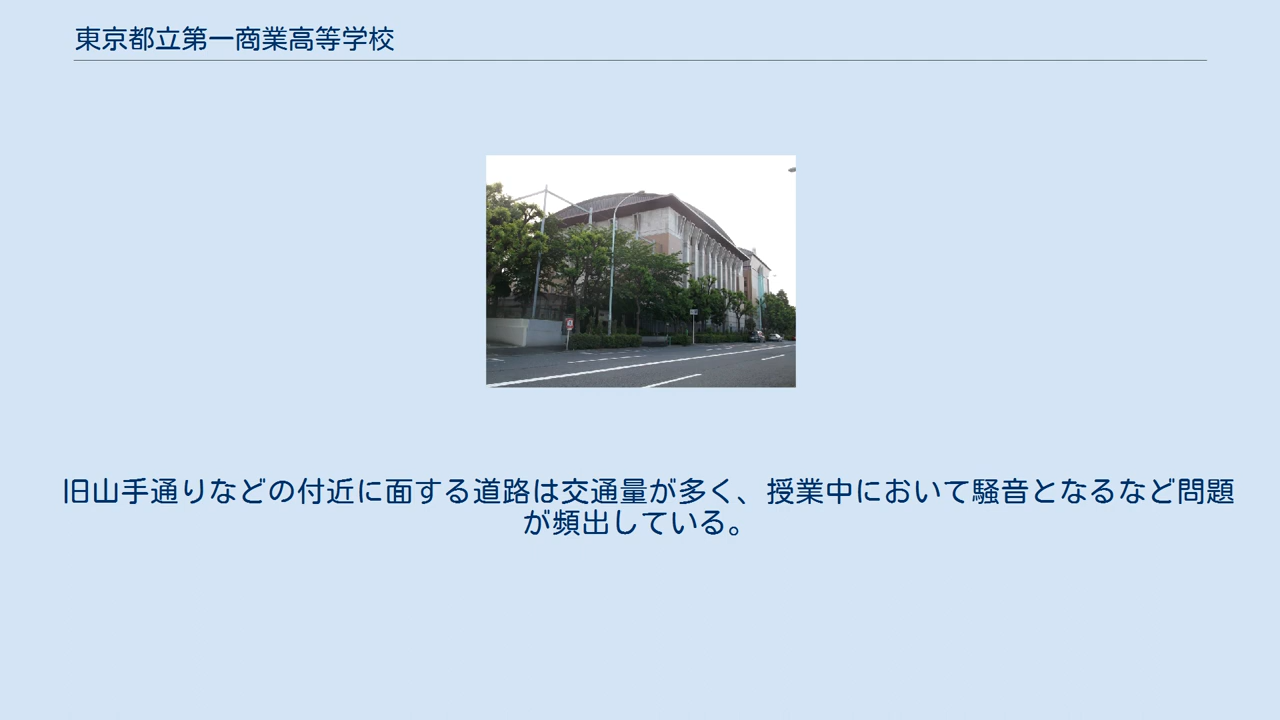 東京都立第一商業高等学校
旧山手通りなどの付近に面する道路は交通量が多く、授業中において騒音となるなど問題
が頻出している。